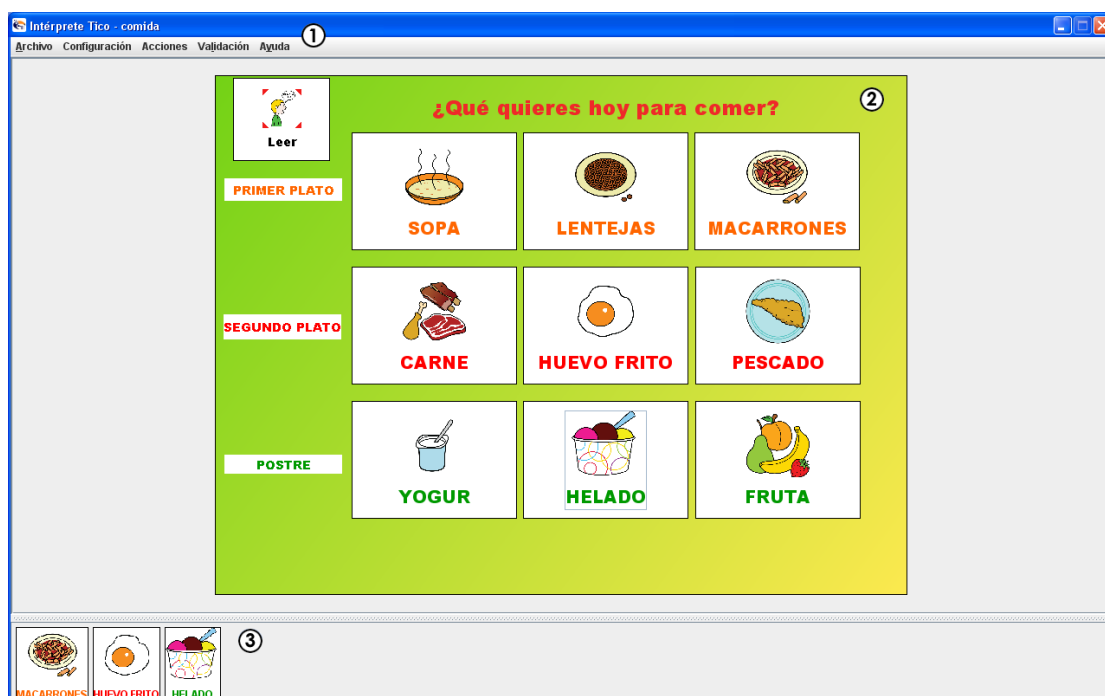 Intérprete Tico - comida
Archivo Configuración Acciones Validación Ayuda
1
¿Qué quieres hoy para comer?
2
Leer
PRIMER PLATO
SOPA LENTEJAS MACARRONES
SEGUNDO PLATO
CARNE HUEVO FRITO PESCADO
POSTRE
YOGUR HELADO FRUTA
3
MACARRONES HUEVO FRITO HELADO